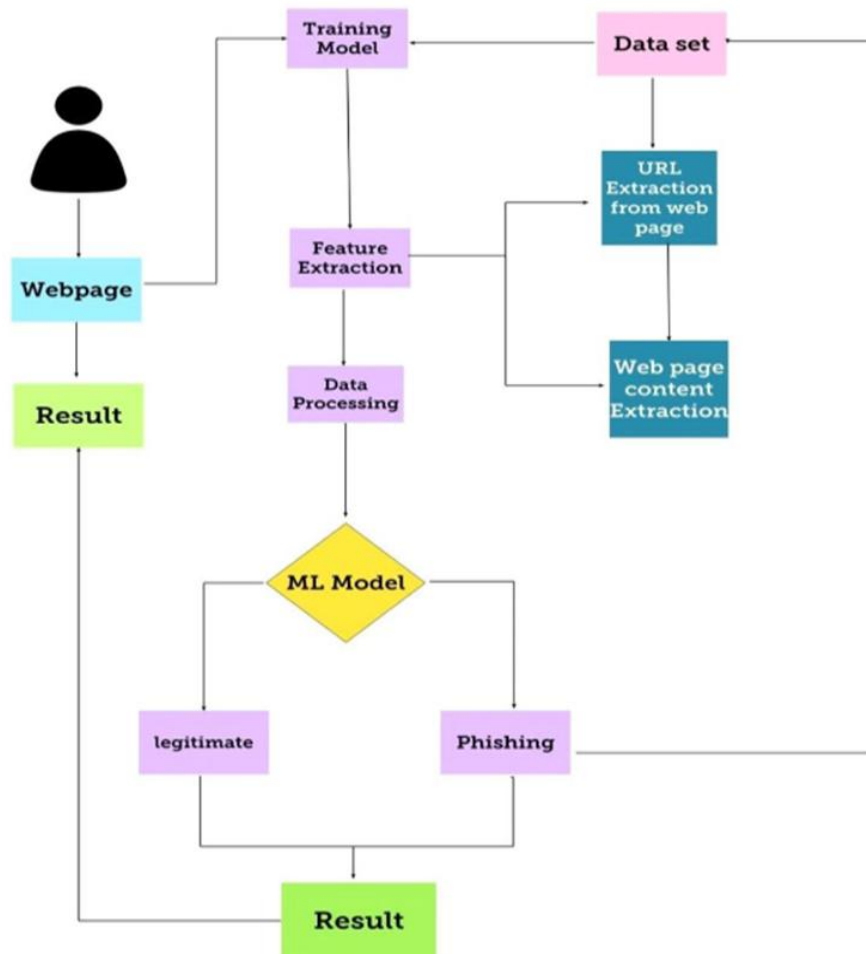 Training
Model
Data set
URL
Extraction
from web
page
Feature
Extraction
Webpage
Web page
content
Extraction
Data
Processing
Result
ML Model
legitimate
Phishing
Result